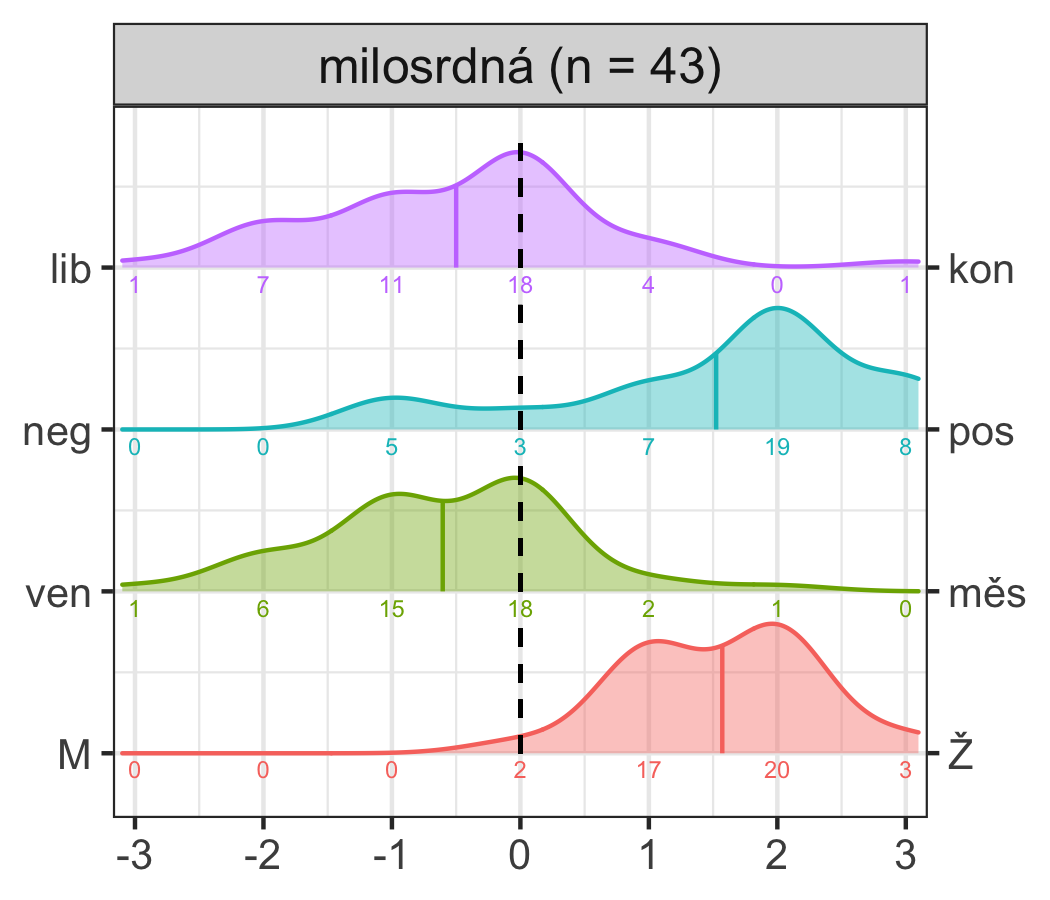 milosrdná (n = 43)
lib kon
1 7 11 18 4 0 1
neg pos
0 0 5 3 7 19 8
ven měs
1 6 15 18 2 1 0
M Ž
0 0 0 2 17 20 3
-3 -2 -1 0 1 2 3